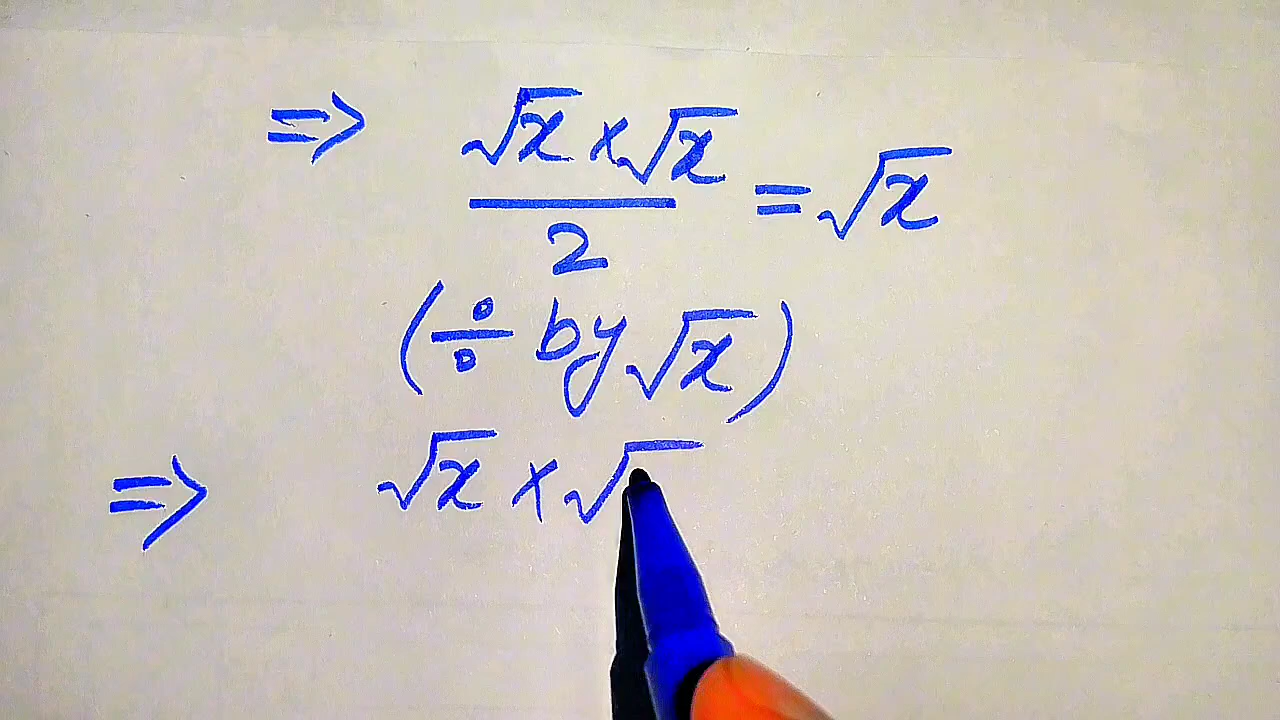 ⇒ (√x × √x)/2 = √x
(÷ by √x)
⇒ √x × √